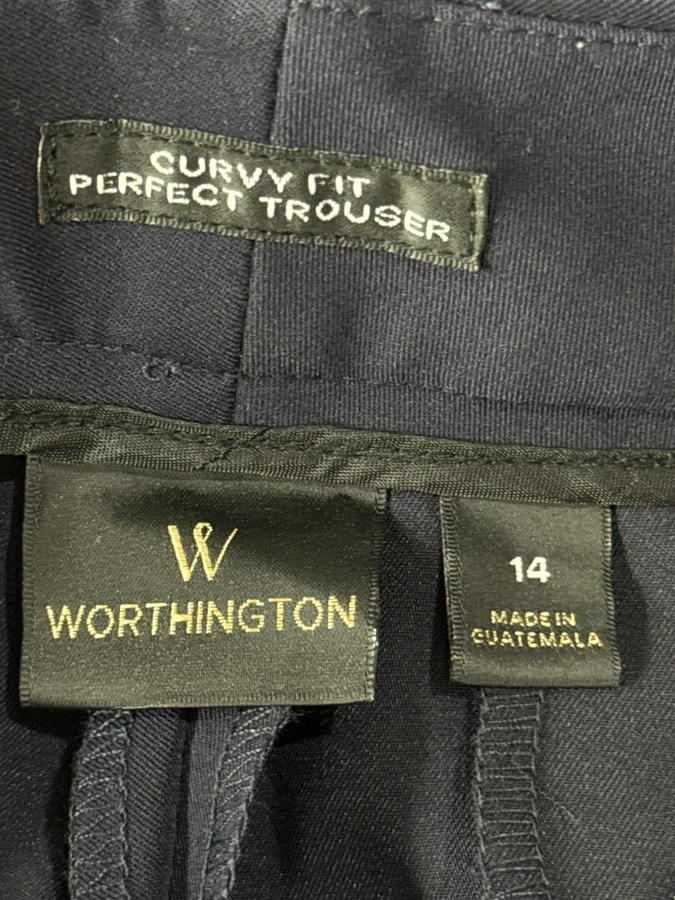 CURVY FIT
PERFECT TROUSER
W
WORTHINGTON
14
MADE IN
GUATEMALA